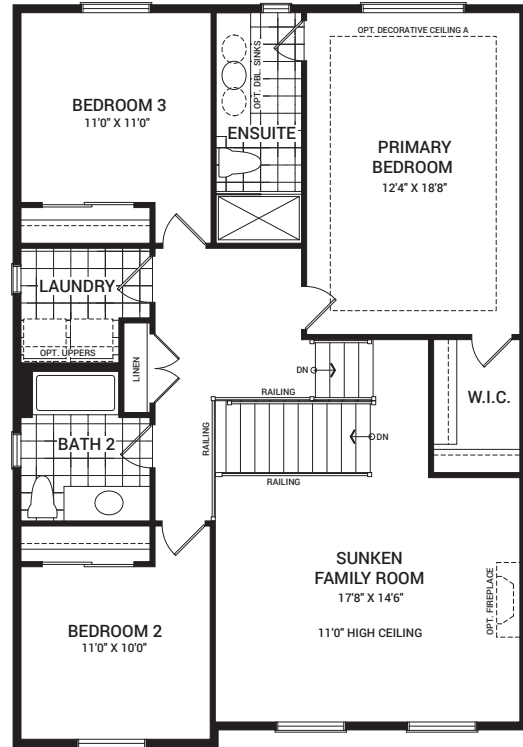 OPT. DECORATIVE CEILING A
BEDROOM 3
11'0" X 11'0"
OPT. DBL. SINKS
ENSUITE
PRIMARY
BEDROOM
12'4" X 18'8"
LAUNDRY
OPT. UPPERS
LINEN
DN
RAILING
W.I.C.
BATH 2
RAILING
DN
RAILING
SUNKEN
FAMILY ROOM
17'8" X 14'6"
11'0" HIGH CEILING
OPT. FIREPLACE
BEDROOM 2
11'0" X 10'0"